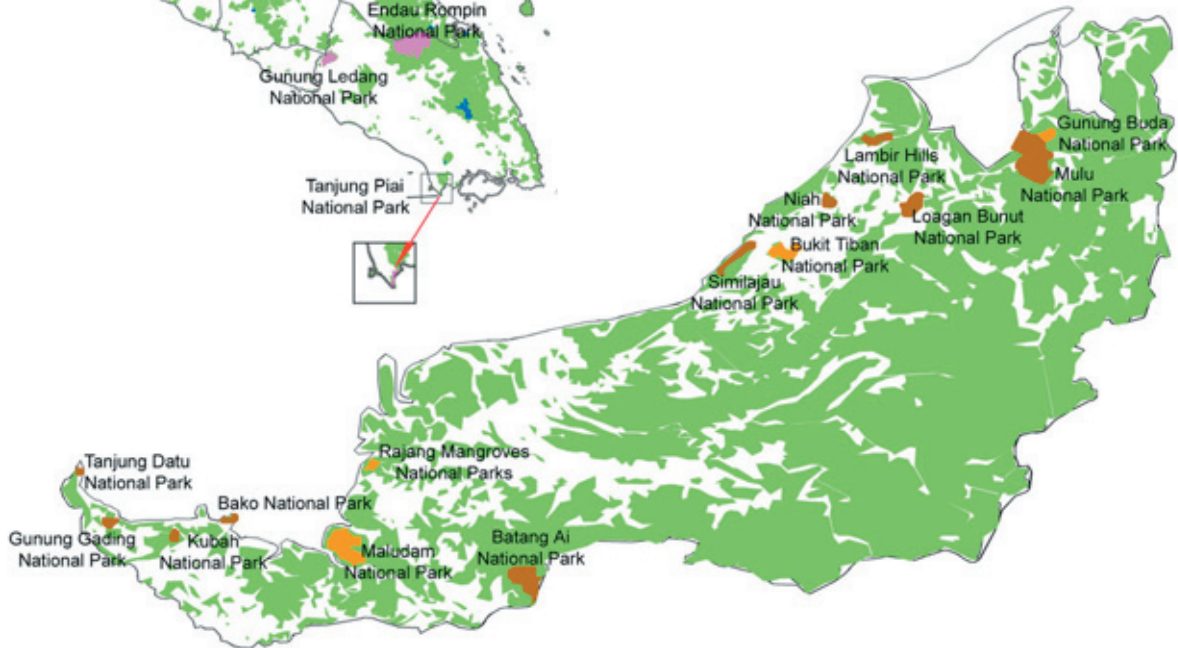 Endau Rompin
National Park
Gunung Ledang
National Park
Tanjung Piai
National Park
Gunung Buda
National Park
Lambir Hills
National Park
Mulu
National Park
Niah
National Park
Loagan Bunut
National Park
Bukit Tiban
National Park
Similajau
National Park
Rajang Mangroves
National Parks
Tanjung Datu
National Park
Bako National Park
Gunung Gading
National Park
Kubah
National Park
Maludam
National Park
Batang Ai
National Park